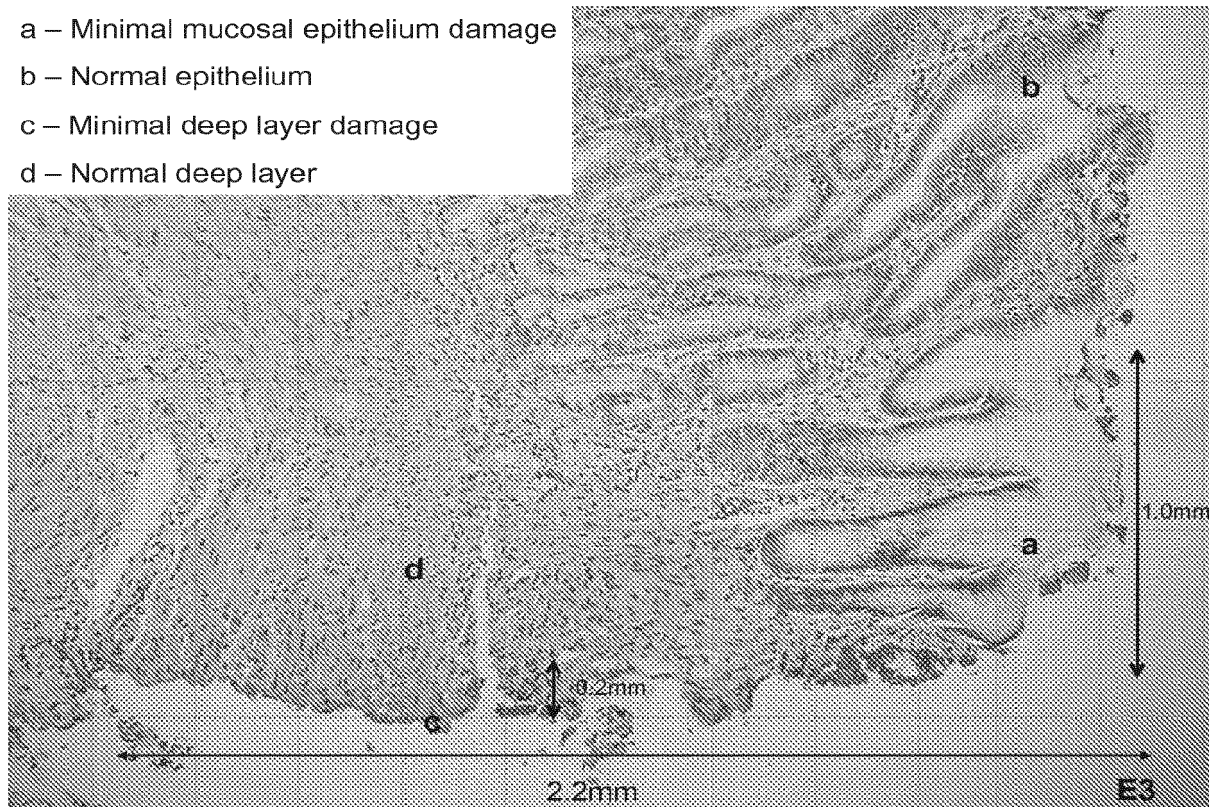 a – Minimal mucosal epithelium damage
b – Normal epithelium
c – Minimal deep layer damage
d – Normal deep layer
b
1.0mm
a
d
0.2mm
c
2.2mm
E3